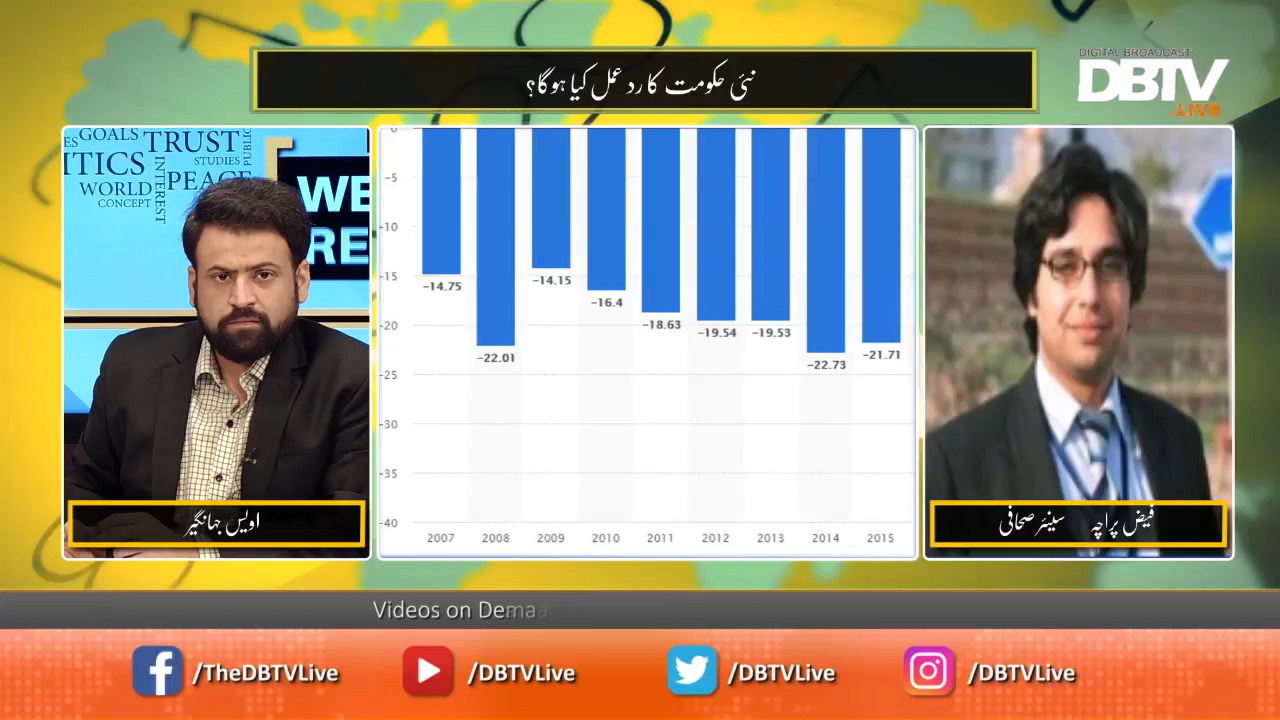 DIGITAL BROADCAST
DBTV
.LIVE
نئی حکومت کا رد عمل کیا ہوگا؟
GOALS
TRUST
STUDIES
PUBLIC
INTEREST
WORLD
PEACE
CONCEPT
WE
RE
0
-5
-10
-15
-20
-25
-30
-35
-40
-14.75
-22.01
-14.15
-16.4
-18.63
-19.54
-19.53
-22.73
-21.71
2007 2008 2009 2010 2011 2012 2013 2014 2015
اویس جہانگیر
فیض پراچہ سینئر صحافی
Videos on Demaa
/TheDBTVLive /DBTVLive /DBTVLive /DBTVLive